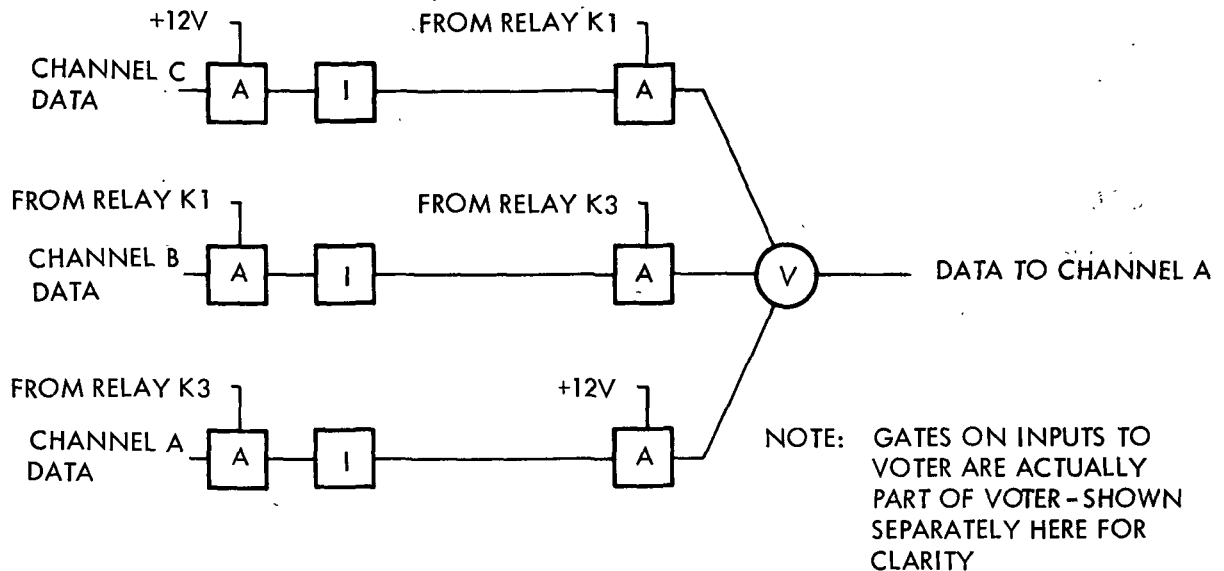 +12V
FROM RELAY K1
CHANNEL C
DATA
A
I
A
FROM RELAY K1
FROM RELAY K3
CHANNEL B
DATA
A
I
A
V
DATA TO CHANNEL A
FROM RELAY K3
+12V
CHANNEL A
DATA
A
I
A
NOTE: GATES ON INPUTS TO
VOTER ARE ACTUALLY
PART OF VOTER - SHOWN
SEPARATELY HERE FOR
CLARITY